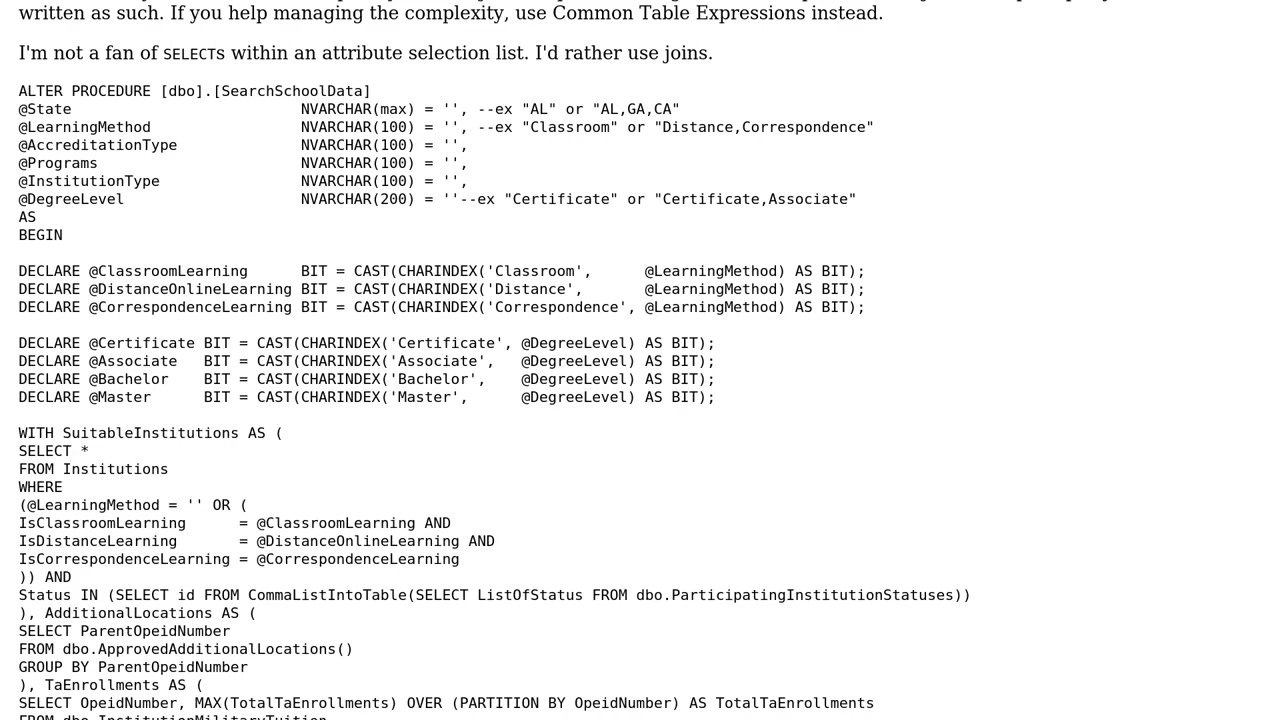 written as such. If you help managing the complexity, use Common Table Expressions instead.
I'm not a fan of SELECTs within an attribute selection list. I'd rather use joins.
ALTER PROCEDURE [dbo].[SearchSchoolData]
@State                          NVARCHAR(max) = '', --ex "AL" or "AL,GA,CA"
@LearningMethod                 NVARCHAR(100) = '', --ex "Classroom" or "Distance,Correspondence"
@AccreditationType              NVARCHAR(100) = '',
@Programs                       NVARCHAR(100) = '',
@InstitutionType                NVARCHAR(100) = '',
@DegreeLevel                    NVARCHAR(200) = ''--ex "Certificate" or "Certificate,Associate"
AS
BEGIN
DECLARE @ClassroomLearning      BIT = CAST(CHARINDEX('Classroom',      @LearningMethod) AS BIT);
DECLARE @DistanceOnlineLearning BIT = CAST(CHARINDEX('Distance',       @LearningMethod) AS BIT);
DECLARE @CorrespondenceLearning BIT = CAST(CHARINDEX('Correspondence', @LearningMethod) AS BIT);
DECLARE @Certificate BIT = CAST(CHARINDEX('Certificate', @DegreeLevel) AS BIT);
DECLARE @Associate   BIT = CAST(CHARINDEX('Associate',   @DegreeLevel) AS BIT);
DECLARE @Bachelor    BIT = CAST(CHARINDEX('Bachelor',    @DegreeLevel) AS BIT);
DECLARE @Master      BIT = CAST(CHARINDEX('Master',      @DegreeLevel) AS BIT);
WITH SuitableInstitutions AS (
SELECT *
FROM Institutions
WHERE
(@LearningMethod = '' OR (
IsClassroomLearning      = @ClassroomLearning AND
IsDistanceLearning       = @DistanceOnlineLearning AND
IsCorrespondenceLearning = @CorrespondenceLearning
)) AND
Status IN (SELECT id FROM CommaListIntoTable(SELECT ListOfStatus FROM dbo.ParticipatingInstitutionStatuses))
), AdditionalLocations AS (
SELECT ParentOpeidNumber
FROM dbo.ApprovedAdditionalLocations()
GROUP BY ParentOpeidNumber
), TaEnrollments AS (
SELECT OpeidNumber, MAX(TotalTaEnrollments) OVER (PARTITION BY OpeidNumber) AS TotalTaEnrollments
FROM dbo.InstitutionMilitaryTuition